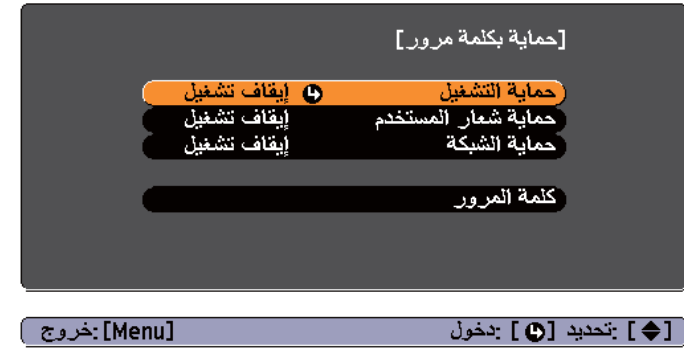 [حماية بكلمة مرور]
حماية التشغيل إيقاف تشغيل
حماية شعار المستخدم إيقاف تشغيل
حماية الشبكة إيقاف تشغيل
كلمة المرور
[ ] :تحديد [ ] :دخول [Menu] :خروج